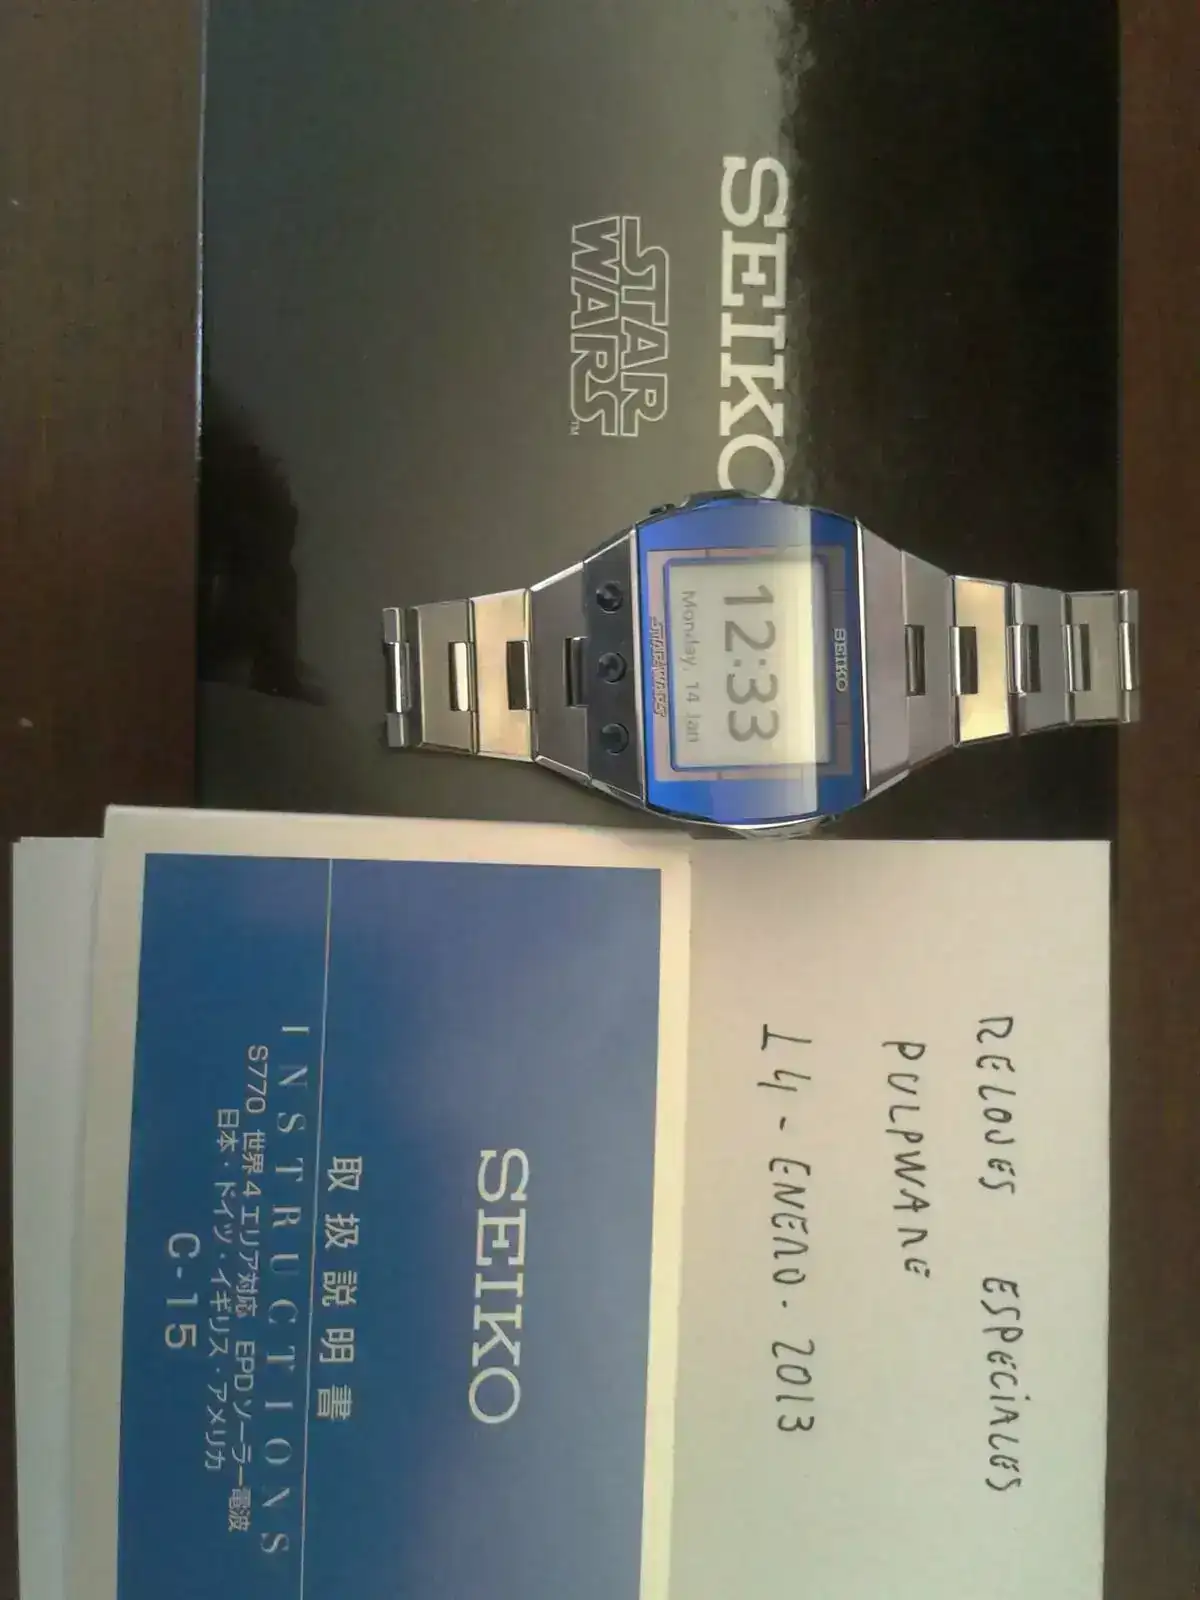 SEIKO
STAR
WARS
TM
SEIKO
12:33
Monday, 14 Jan
STAR WARS
RELOJES ESPECIALES
PULPWARE
14 - ENERO · 2013
SEIKO
取扱説明書
INSTRUCTIONS
S770 世界4エリア対応 EPDソーラー電波
日本・ドイツ・イギリス・アメリカ
C-15